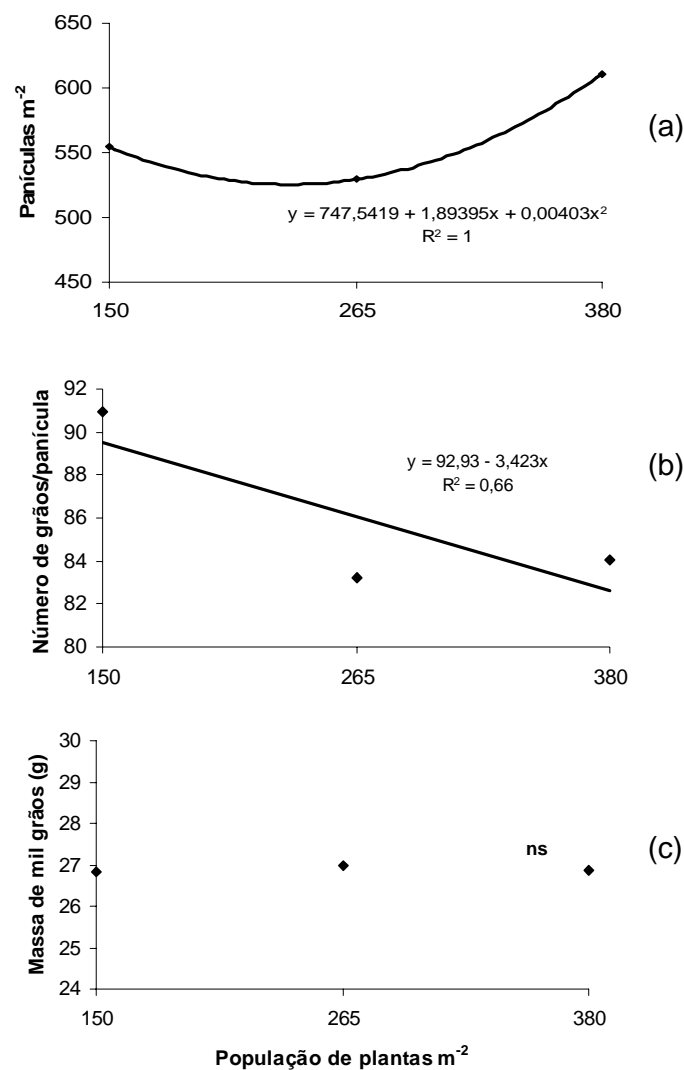 650
600
550
500
450
Panículas m⁻²
(a)
y = 747,5419 + 1,89395x + 0,00403x²
R² = 1
150 265 380
92
90
88
86
84
82
80
Número de grãos/panícula
(b)
y = 92,93 - 3,423x
R² = 0,66
150 265 380
30
29
28
27
26
25
24
Massa de mil grãos (g)
ns
(c)
150 265 380
População de plantas m⁻²